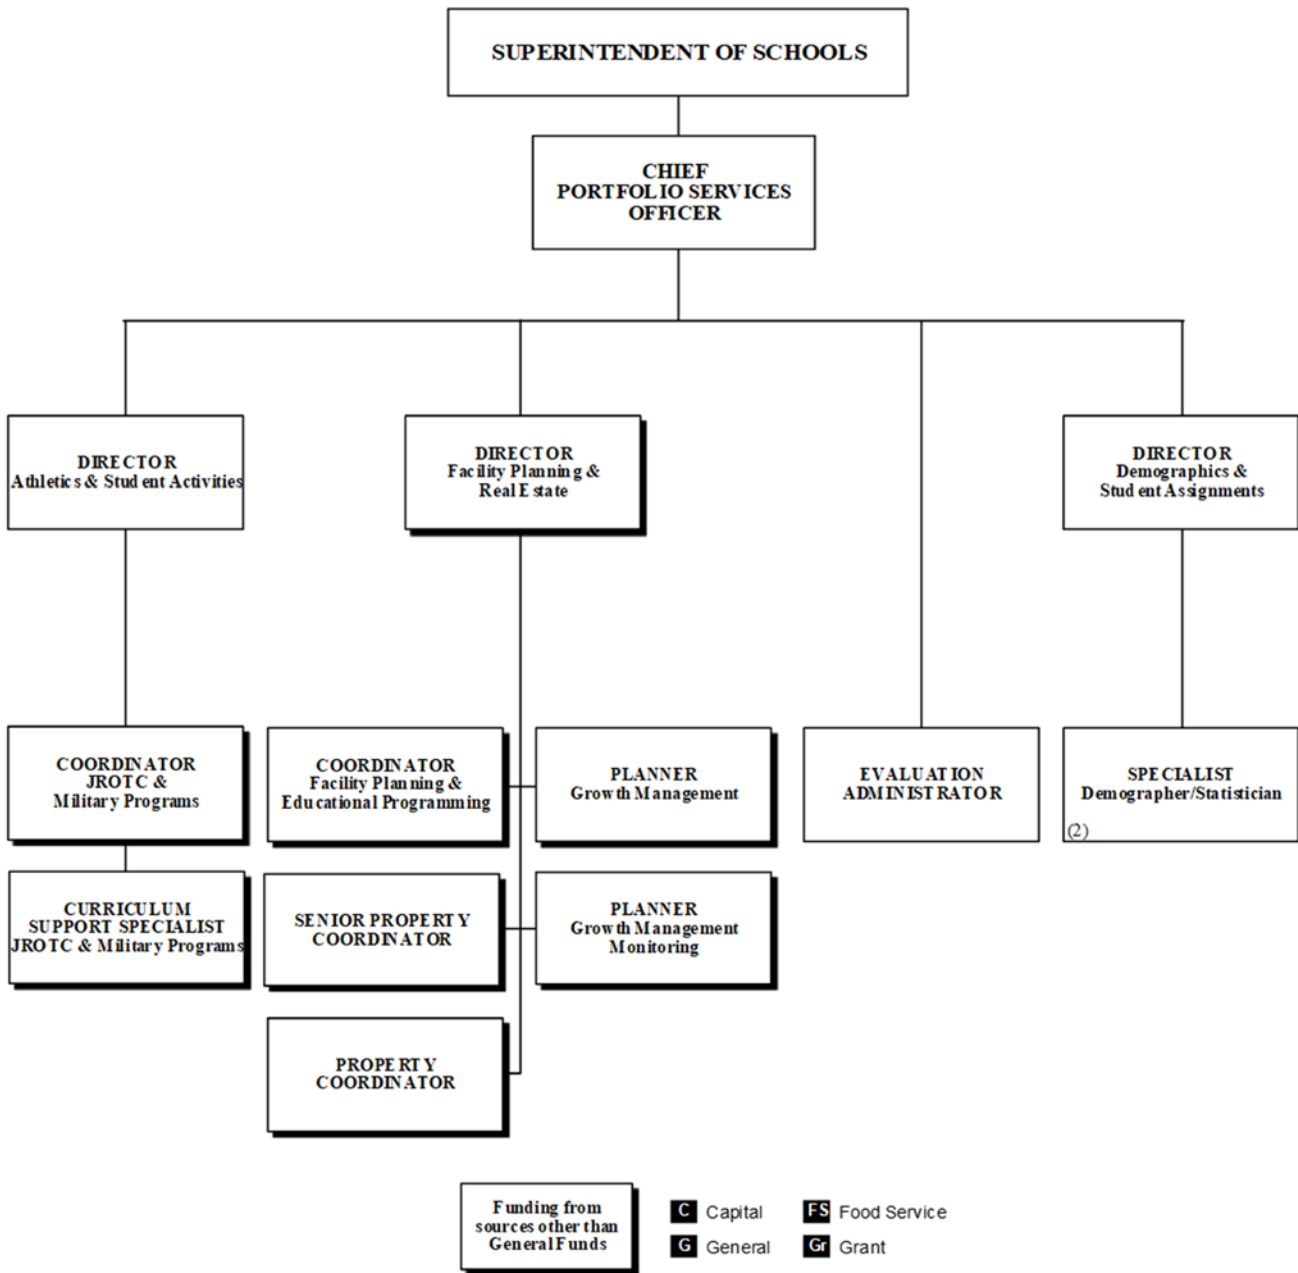 SUPERINTENDENT OF SCHOOLS
CHIEF
PORTFOLIO SERVICES
OFFICER
DIRECTOR
Athletics & Student Activities
DIRECTOR
Facility Planning &
Real Estate
DIRECTOR
Demographics &
Student Assignments
COORDINATOR
JROTC &
Military Programs
COORDINATOR
Facility Planning &
Educational Programming
PLANNER
Growth Management
EVALUATION
ADMINISTRATOR
SPECIALIST
Demographer/Statistician
(2)
CURRICULUM
SUPPORT SPECIALIST
JROTC & Military Programs
SENIOR PROPERTY
COORDINATOR
PLANNER
Growth Management
Monitoring
PROPERTY
COORDINATOR
Funding from
sources other than
General Funds
C Capital
FS Food Service
G General
Gr Grant